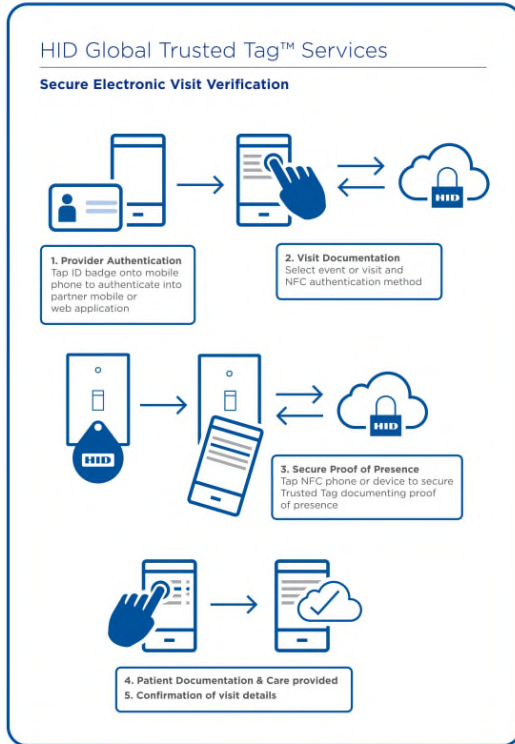 HID Global Trusted Tag™ Services
Secure Electronic Visit Verification
HID
1. Provider Authentication
Tap ID badge onto mobile
phone to authenticate into
partner mobile or
web application
2. Visit Documentation
Select event or visit and
NFC authentication method
HID
HID
3. Secure Proof of Presence
Tap NFC phone or device to secure
Trusted Tag documenting proof
of presence
4. Patient Documentation & Care provided
5. Confirmation of visit details